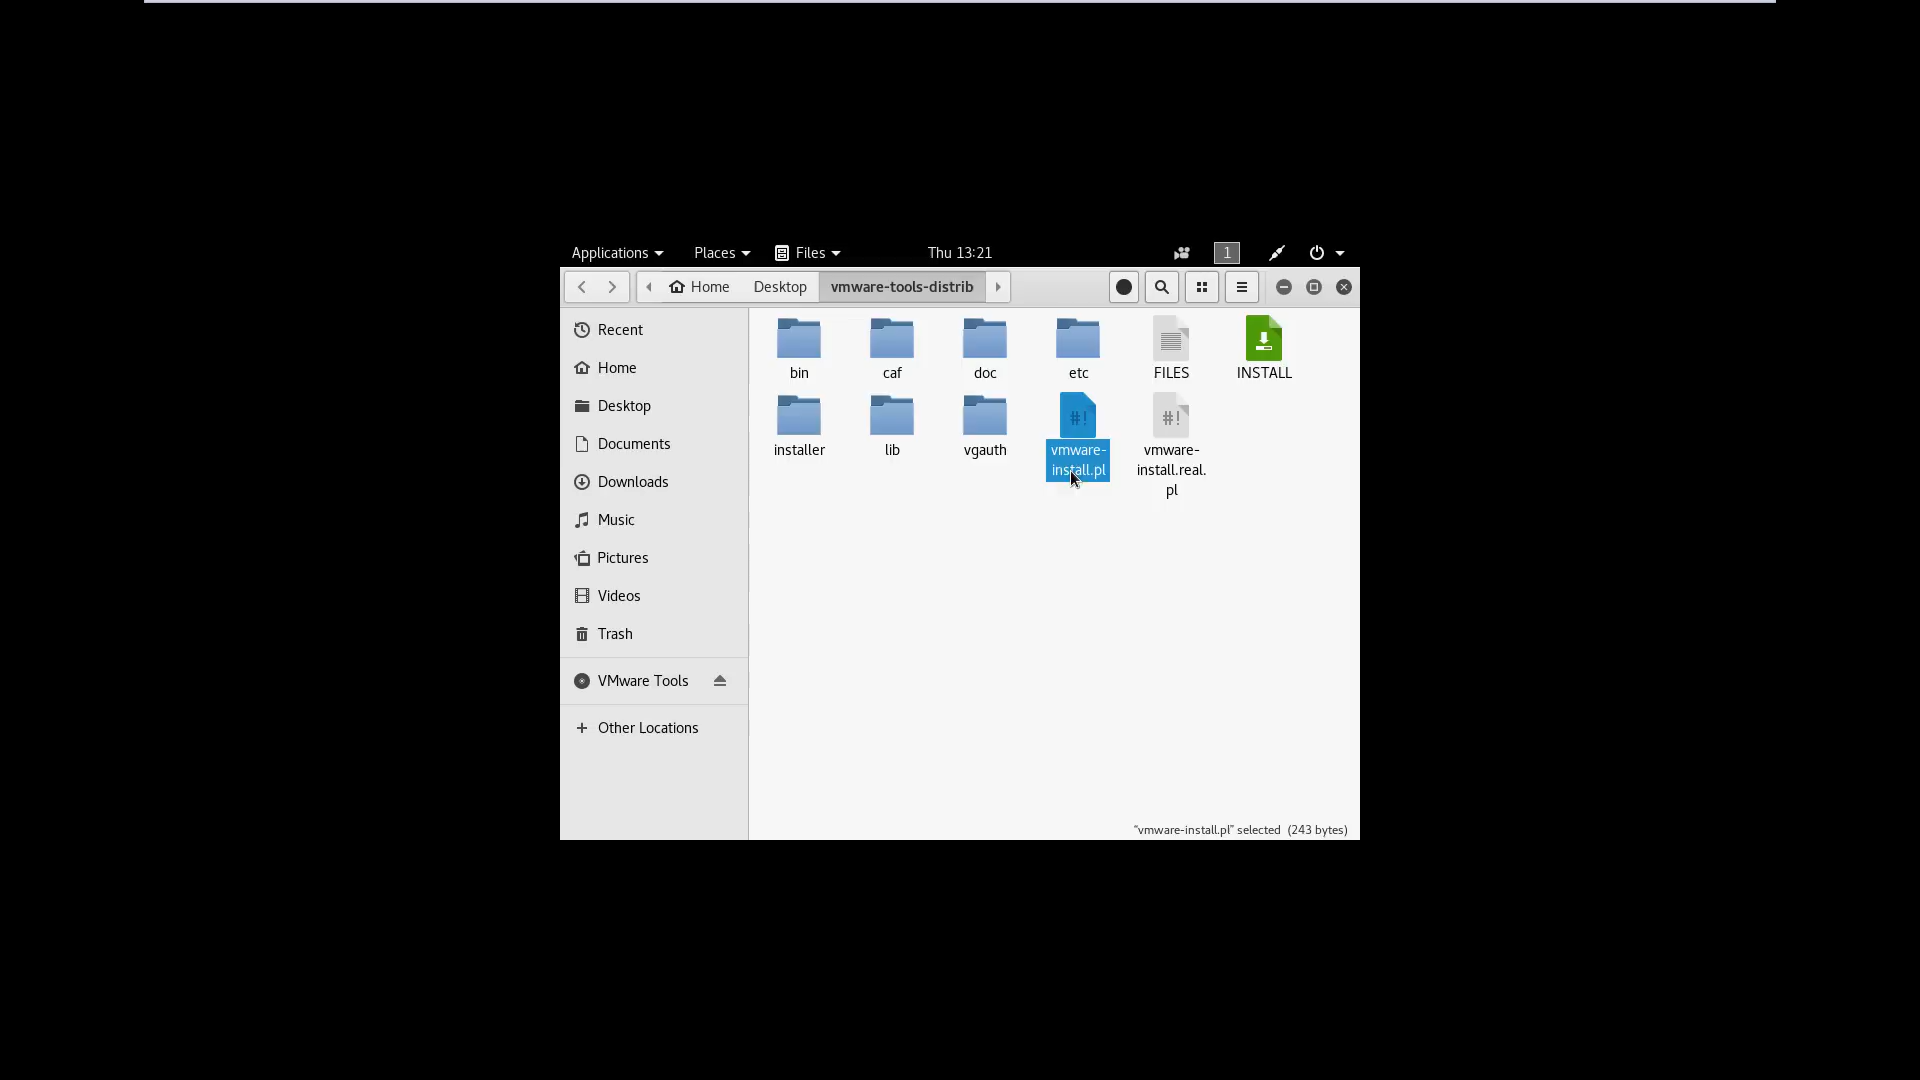 Applications Places Files Thu 13:21 1
Home Desktop vmware-tools-distrib
Recent
Home
Desktop
Documents
Downloads
Music
Pictures
Videos
Trash
VMware Tools
Other Locations
bin caf doc etc FILES INSTALL
#! #!
installer lib vgauth vmware- vmware-
install.pl install.real.
pl
"vmware-install.pl" selected (243 bytes)